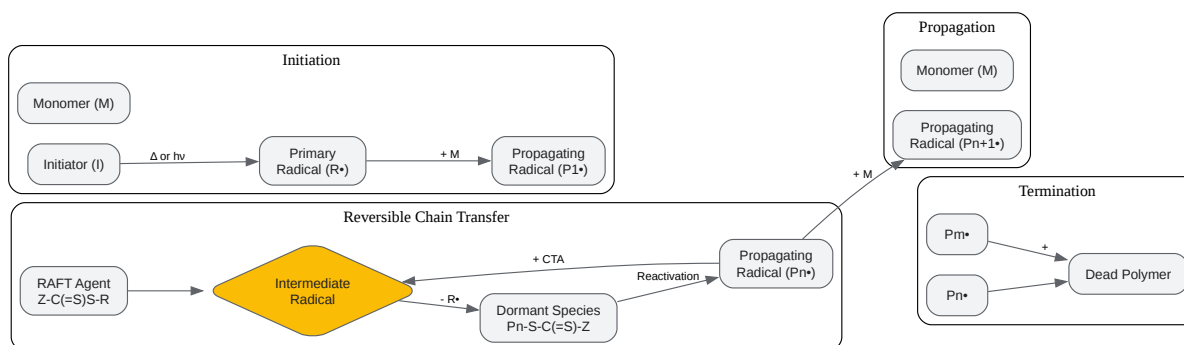 Initiation
Monomer (M)
Initiator (I)
Δ or hν
Primary
Radical (R•)
+ M
Propagating
Radical (P1•)
Reversible Chain Transfer
RAFT Agent
Z-C(=S)S-R
Intermediate
Radical
+ CTA
- R•
Dormant Species
Pn-S-C(=S)-Z
Reactivation
Propagating
Radical (Pn•)
+ M
Propagation
Monomer (M)
Propagating
Radical (Pn+1•)
Termination
Pm•
+
Pn•
Dead Polymer